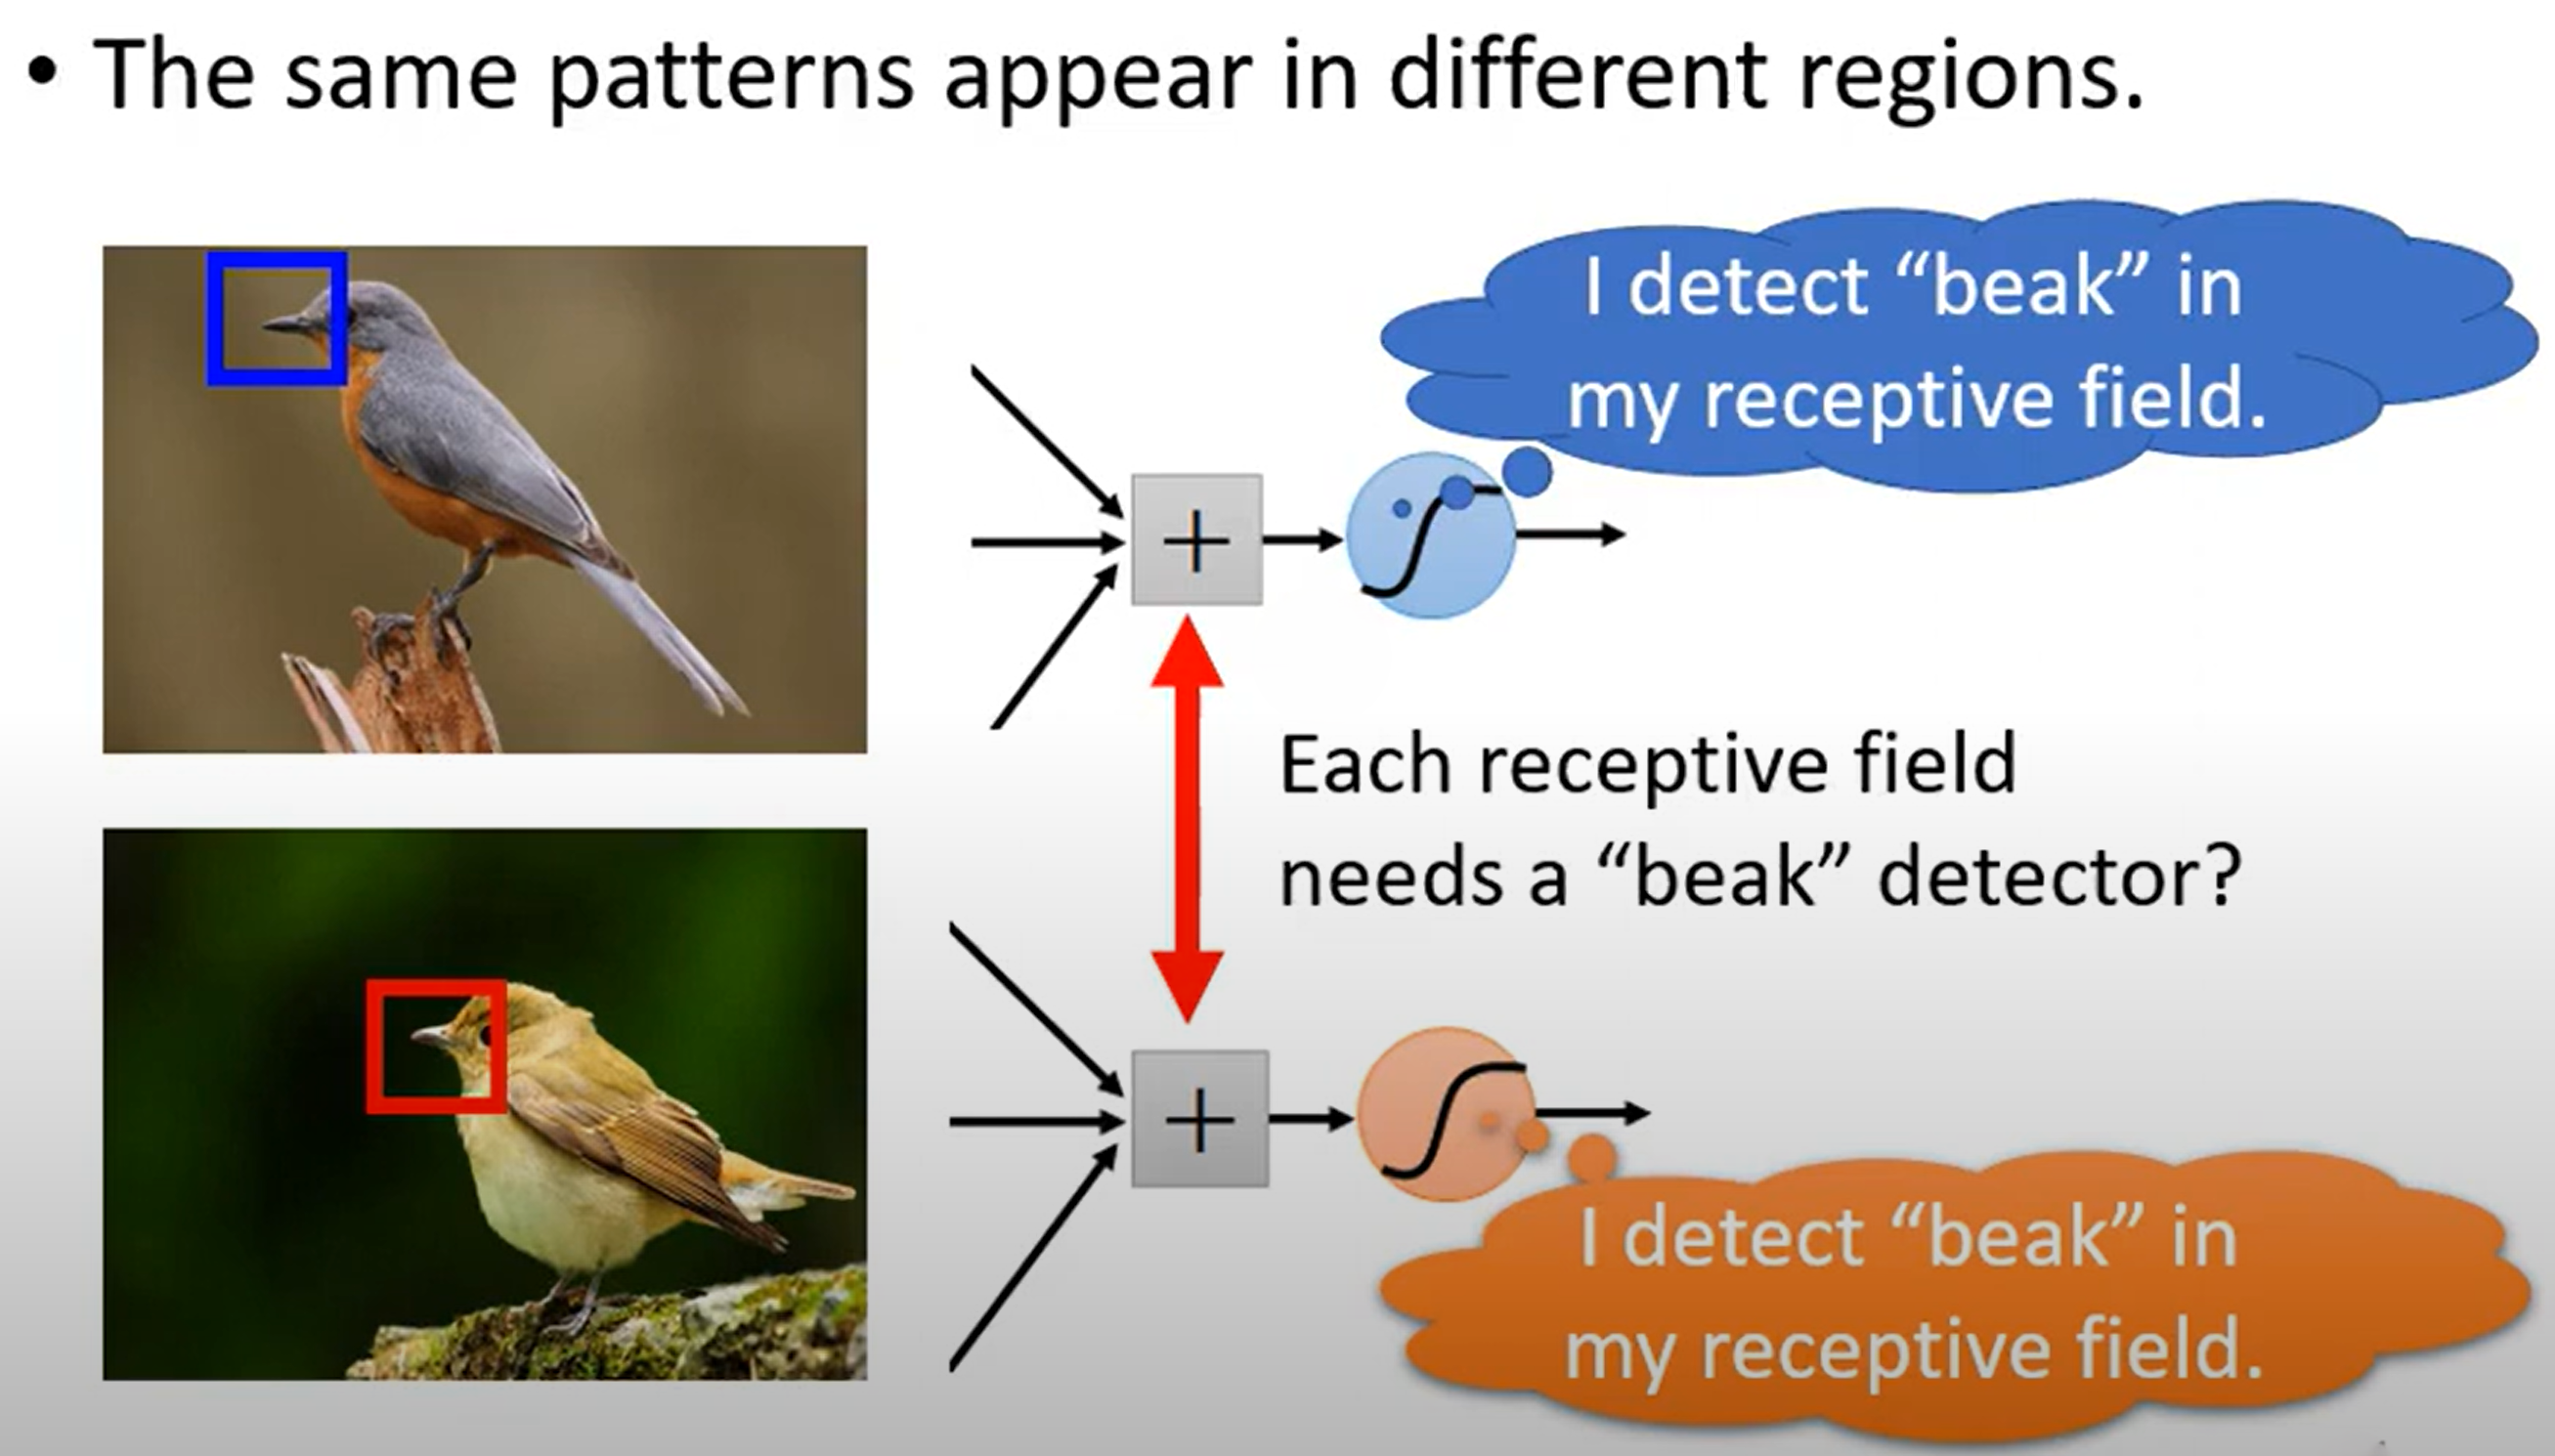 • The same patterns appear in different regions.
I detect “beak” in
my receptive field.
+
Each receptive field
needs a “beak” detector?
+
I detect “beak” in
my receptive field.